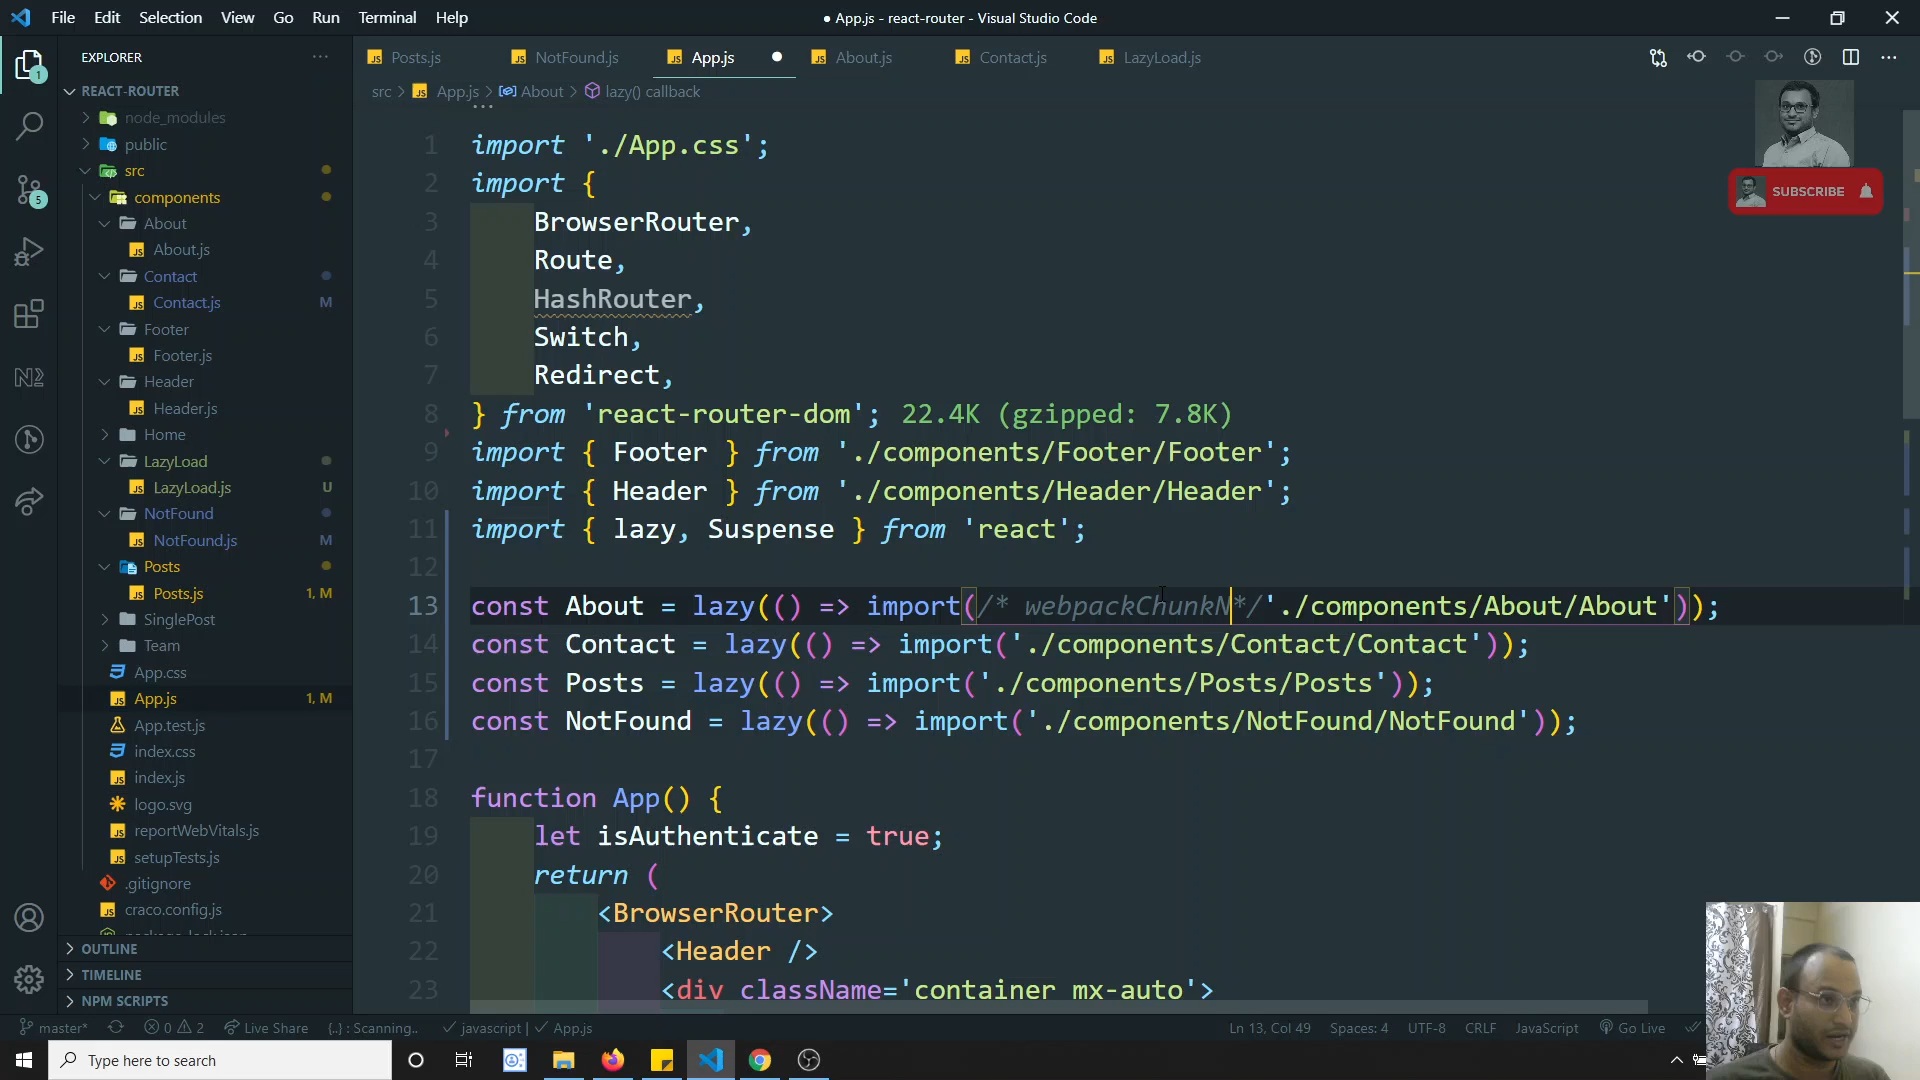 File Edit Selection View Go Run Terminal Help
● App.js - react-router - Visual Studio Code
EXPLORER
REACT-ROUTER
node_modules
public
src
components
About
About.js
Contact
Contact.js M
Footer
Footer.js
Header
Header.js
Home
LazyLoad
LazyLoad.js U
NotFound
NotFound.js M
Posts
Posts.js 1, M
SinglePost
Team
App.css
App.js 1, M
App.test.js
index.css
index.js
logo.svg
reportWebVitals.js
setupTests.js
.gitignore
craco.config.js
OUTLINE
TIMELINE
NPM SCRIPTS
1
5
Posts.js NotFound.js App.js About.js Contact.js LazyLoad.js
src > App.js > About > lazy() callback
SUBSCRIBE
1 import './App.css';
2 import {
3 BrowserRouter,
4 Route,
5 HashRouter,
6 Switch,
7 Redirect,
8 } from 'react-router-dom'; 22.4K (gzipped: 7.8K)
9 import { Footer } from './components/Footer/Footer';
10 import { Header } from './components/Header/Header';
11 import { lazy, Suspense } from 'react';
12
13 const About = lazy(() => import(/* webpackChunkN*/'./components/About/About'));
14 const Contact = lazy(() => import('./components/Contact/Contact'));
15 const Posts = lazy(() => import('./components/Posts/Posts'));
16 const NotFound = lazy(() => import('./components/NotFound/NotFound'));
17
18 function App() {
19 let isAuthenticate = true;
20 return (
21 <BrowserRouter>
22 <Header />
23 <div className='container mx-auto'>
master* 0 2 Live Share {..} : Scanning.. javascript | App.js
Ln 13, Col 49 Spaces: 4 UTF-8 CRLF JavaScript Go Live
Type here to search